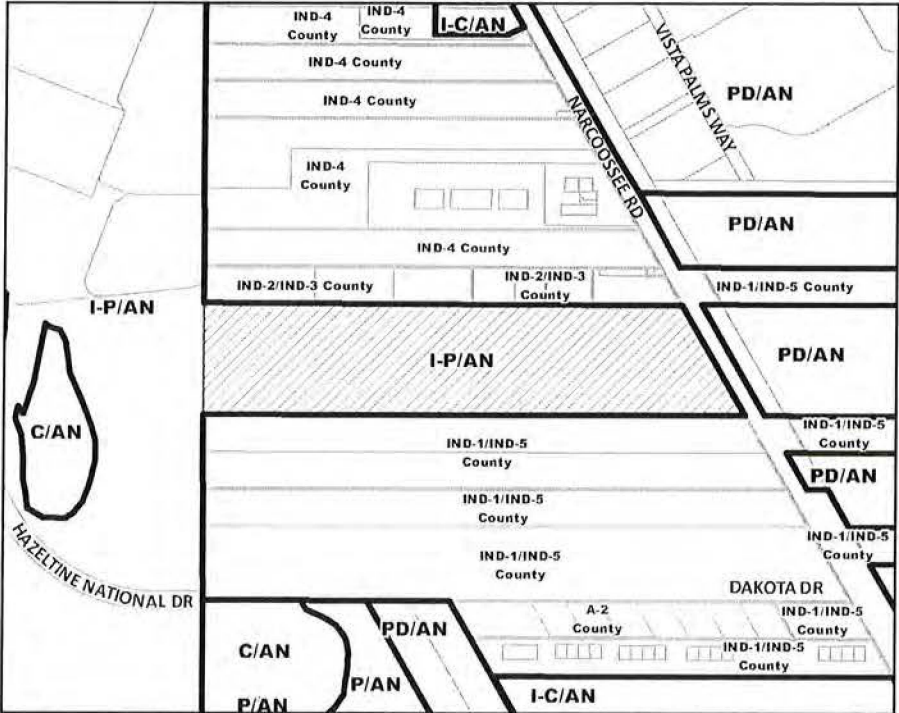 IND-4
County
IND-4
County
I-C/AN
IND-4 County
IND-4 County
VISTA PALMS WAY
PD/AN
NARCOOSSEE RD
IND-4
County
PD/AN
IND-4 County
IND-2/IND-3 County
IND-2/IND-3
County
IND-1/IND-5 County
I-P/AN
I-P/AN
PD/AN
C/AN
IND-1/IND-5
County
IND-1/IND-5
County
PD/AN
IND-1/IND-5
County
IND-1/IND-5
County
IND-1/IND-5
County
HAZELTINE NATIONAL DR
DAKOTA DR
A-2
County
IND-1/IND-5
County
PD/AN
C/AN
IND-1/IND-5
County
P/AN
I-C/AN
P/AN